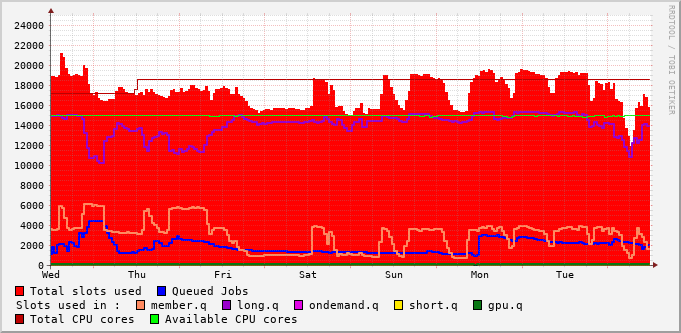 RRDTOOL / TOBI OETIKER
24000
22000
20000
18000
16000
14000
12000
10000
8000
6000
4000
2000
0
Wed Thu Fri Sat Sun Mon Tue
Total slots used Queued Jobs
Slots used in : member.q long.q ondemand.q short.q gpu.q
Total CPU cores Available CPU cores